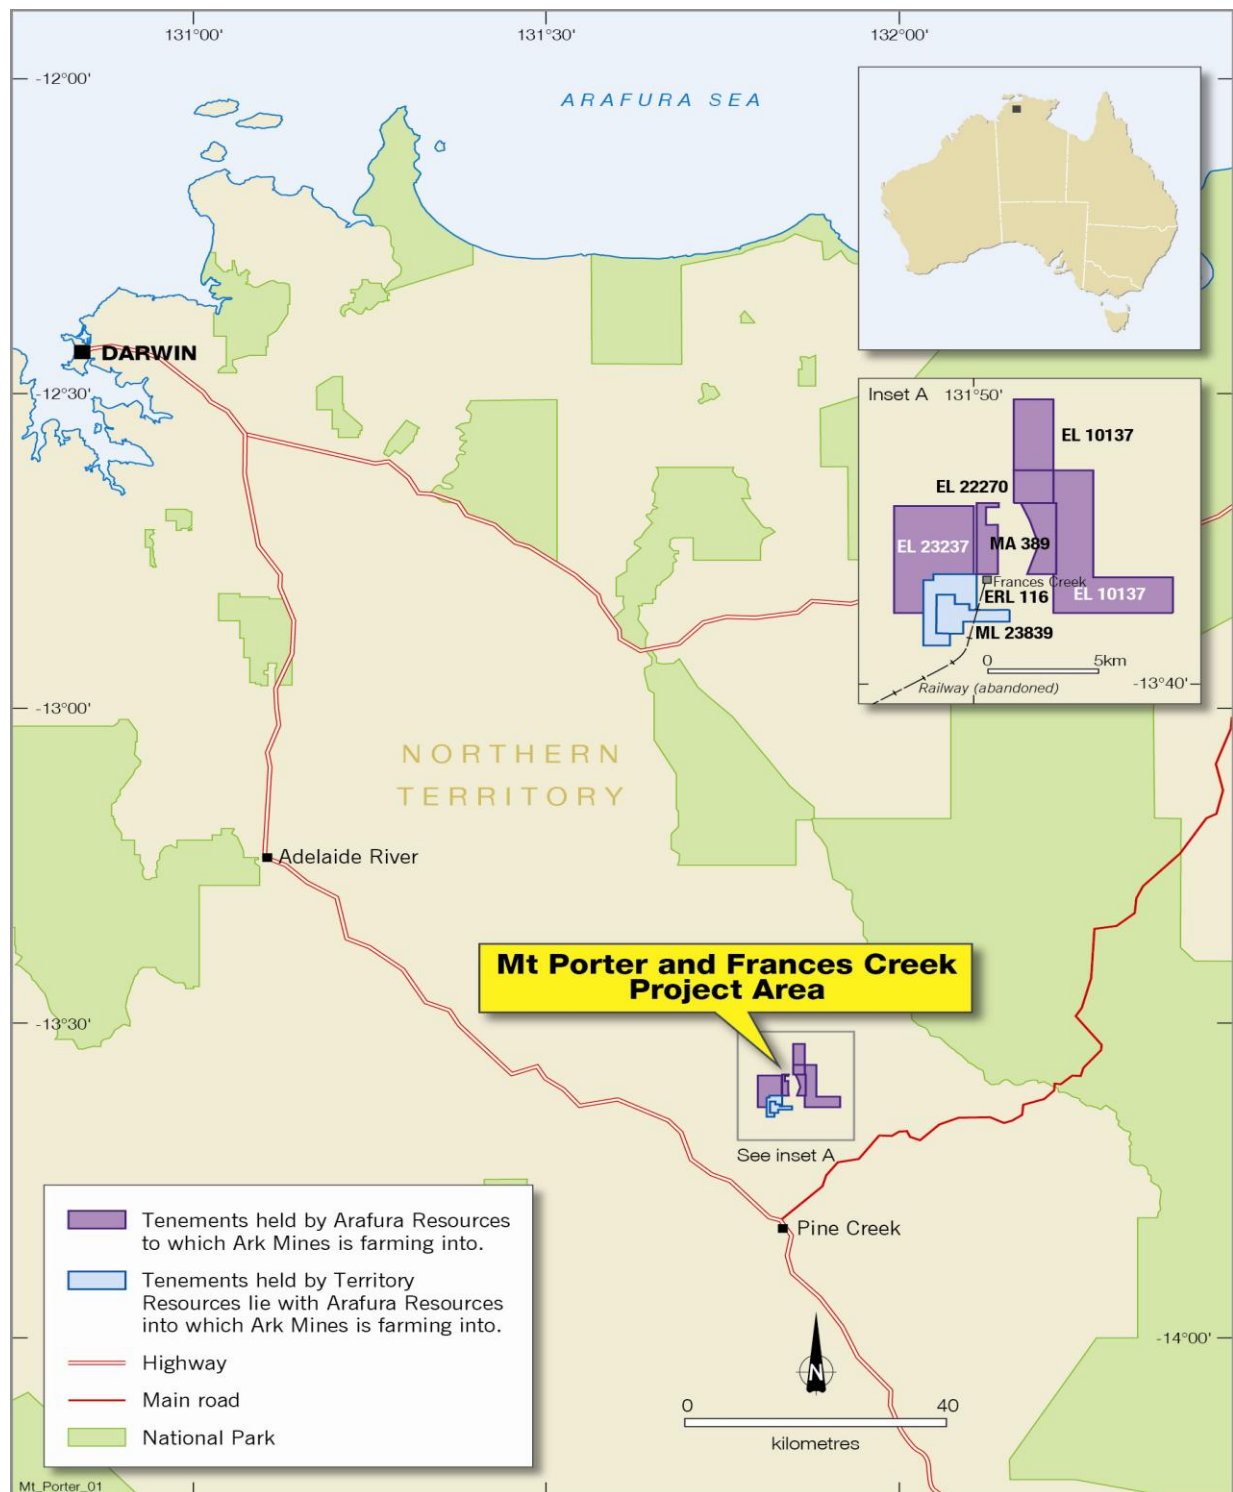 131°00'
131°30'
132°00'
-12°00'
ARAFURA SEA
DARWIN
-12°30'
Inset A
131°50'
EL 10137
EL 22270
EL 23237
MA 389
Frances Creek
ERL 116
EL 10137
ML 23839
0
5km
Railway (abandoned)
-13°40'
-13°00'
NORTHERN
TERRITORY
Adelaide River
Mt Porter and Frances Creek
Project Area
-13°30'
See inset A
Pine Creek
Tenements held by Arafura Resources
to which Ark Mines is farming into.
Tenements held by Territory
Resources lie with Arafura Resources
into which Ark Mines is farming into.
Highway
Main road
National Park
-14°00'
N
0
40
kilometres
Mt_Porter_01